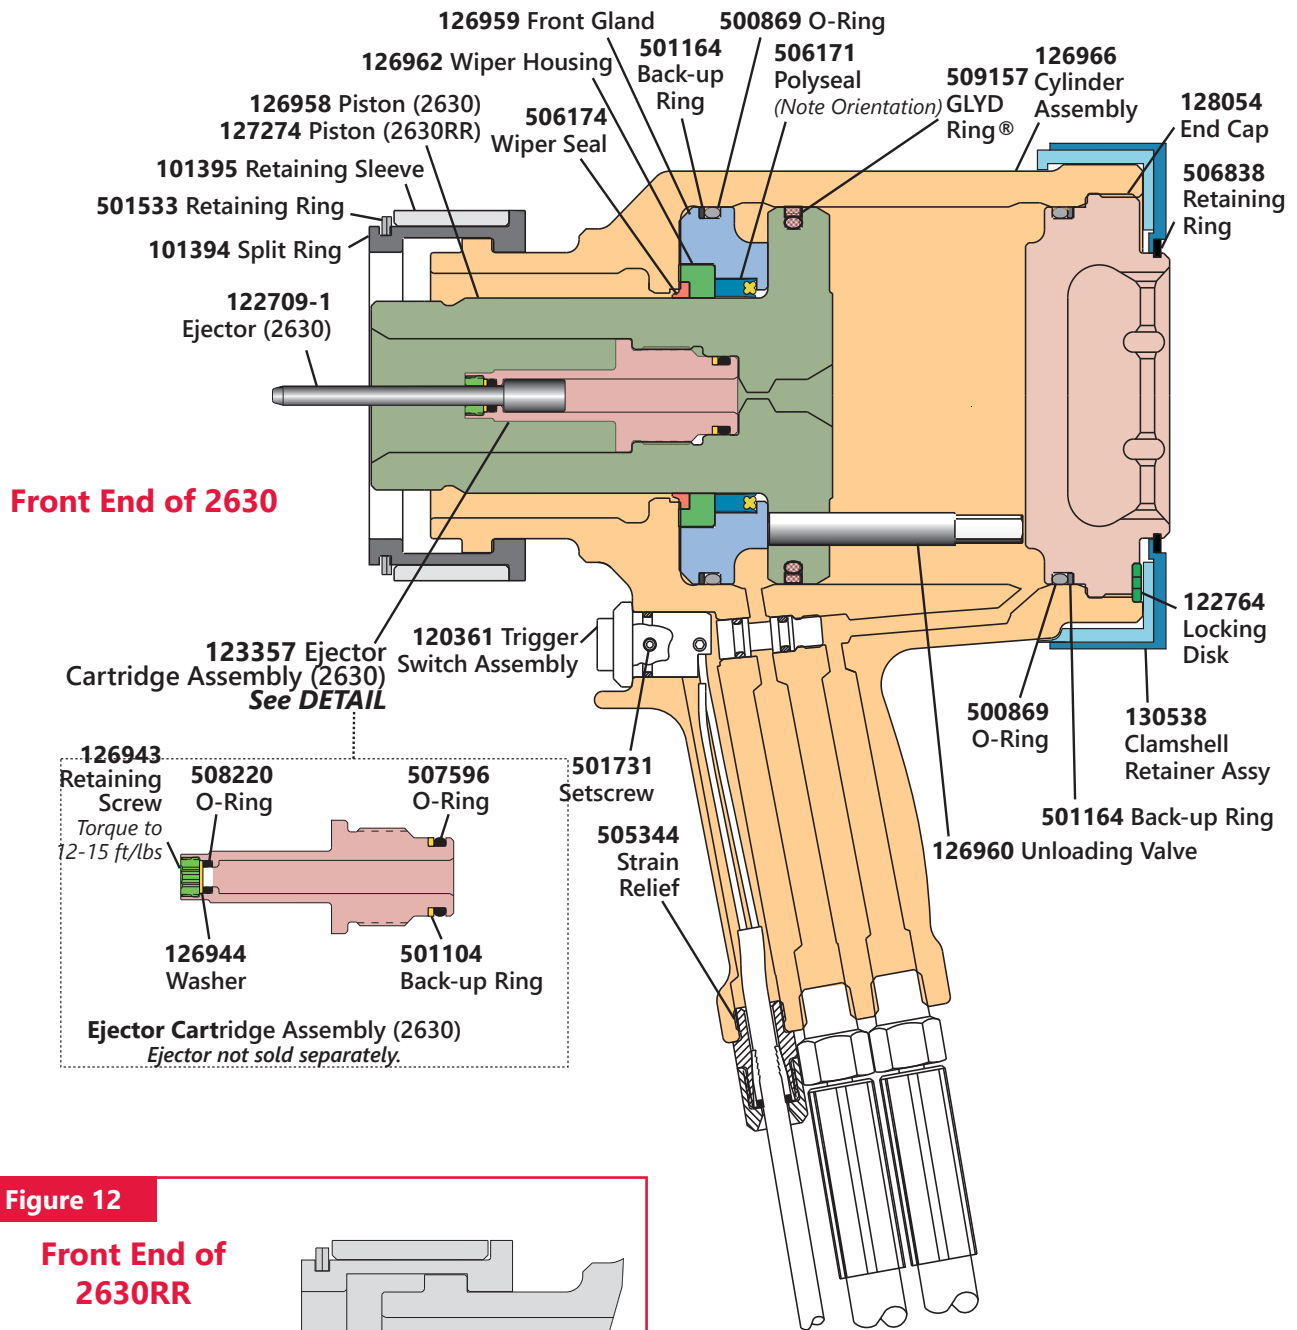 126959 Front Gland
500869 O-Ring
126962 Wiper Housing
501164
Back-up
Ring
506171
Polyseal
(Note Orientation)
509157
GLYD
Ring®
126966
Cylinder
Assembly
128054
End Cap
126958 Piston (2630)
127274 Piston (2630RR)
506174
Wiper Seal
101395 Retaining Sleeve
501533 Retaining Ring
101394 Split Ring
506838
Retaining
Ring
122709-1
Ejector (2630)
Front End of 2630
123357 Ejector
Cartridge Assembly (2630)
See DETAIL
120361 Trigger
Switch Assembly
122764
Locking
Disk
500869
O-Ring
130538
Clamshell
Retainer Assy
501731
Setscrew
501164 Back-up Ring
126960 Unloading Valve
505344
Strain
Relief
126943
Retaining
Screw
Torque to
12-15 ft/lbs
508220
O-Ring
507596
O-Ring
126944
Washer
501104
Back-up Ring
Ejector Cartridge Assembly (2630)
Ejector not sold separately.
Figure 12
Front End of
2630RR